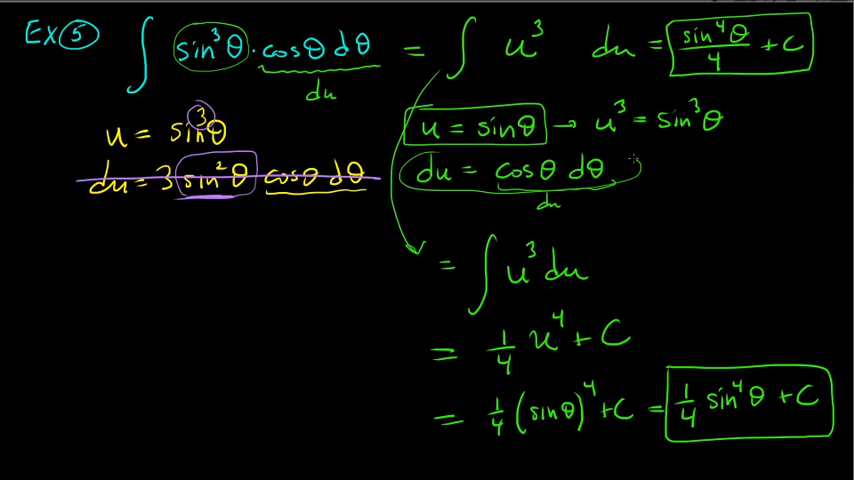 Ex 5 ∫ sin³θ · cosθ dθ = ∫ u³ du = sin⁴θ/4 + C
du
u = sin³θ
du = 3 sin²θ cosθ dθ
u = sinθ → u³ = sin³θ
du = cosθ dθ
du
= ∫ u³ du
= 1/4 u⁴ + C
= 1/4 (sinθ)⁴ + C = 1/4 sin⁴θ + C